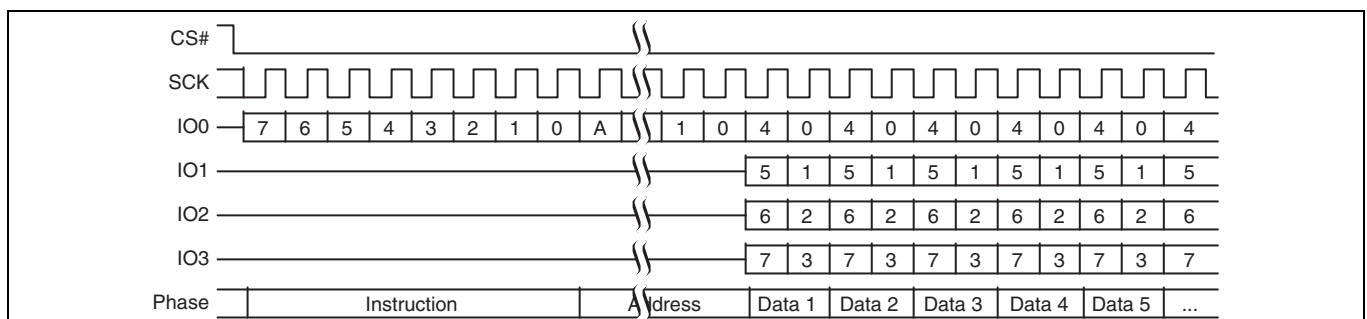 CS#
SCK
IO0 7 6 5 4 3 2 1 0 A 1 0 4 0 4 0 4 0 4 0 4 0 4
IO1 5 1 5 1 5 1 5 1 5 1 5
IO2 6 2 6 2 6 2 6 2 6 2 6
IO3 7 3 7 3 7 3 7 3 7 3 7
Phase Instruction Address Data 1 Data 2 Data 3 Data 4 Data 5 ...